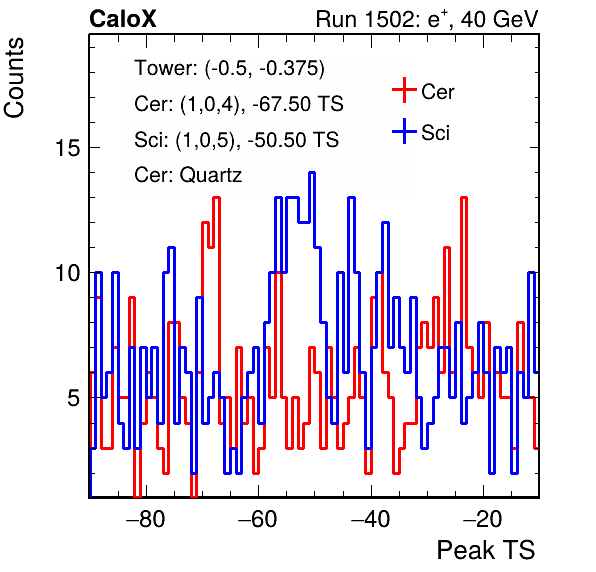 CaloX Run 1502: e⁺, 40 GeV
Counts
Tower: (-0.5, -0.375)
Cer: (1,0,4), -67.50 TS
Sci: (1,0,5), -50.50 TS
Cer: Quartz
Cer
Sci
15
10
5
−80 −60 −40 −20
Peak TS